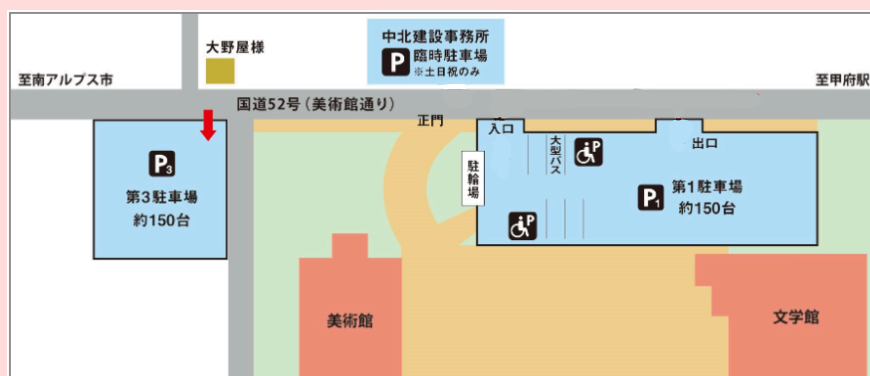 中北建設事務所
P 臨時駐車場
※土日祝のみ
大野屋様
至南アルプス市
至甲府駅
国道52号（美術館通り）
正門
入口
出口
大型バス
P
駐輪場
P3
第3駐車場
約150台
P1
第1駐車場
約150台
P
美術館
文学館